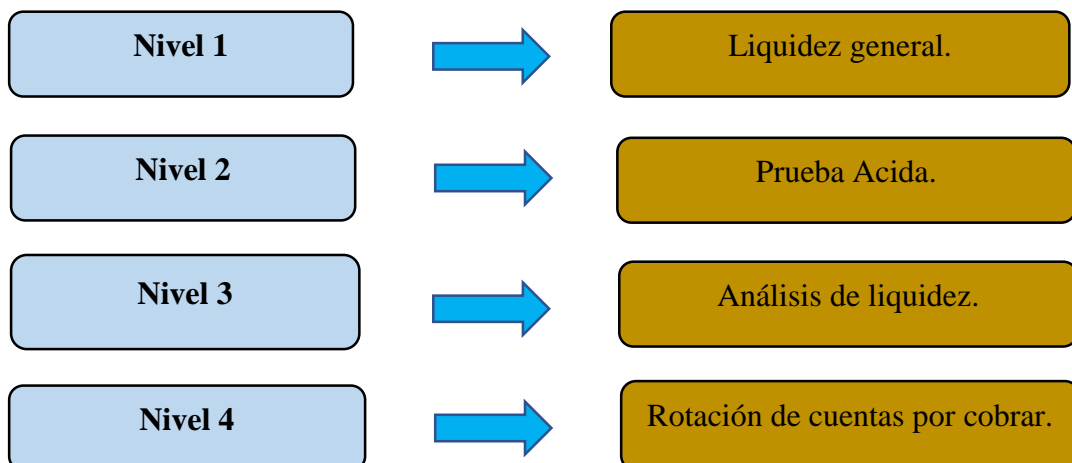 Nivel 1
Liquidez general.
Nivel 2
Prueba Acida.
Nivel 3
Análisis de liquidez.
Nivel 4
Rotación de cuentas por cobrar.